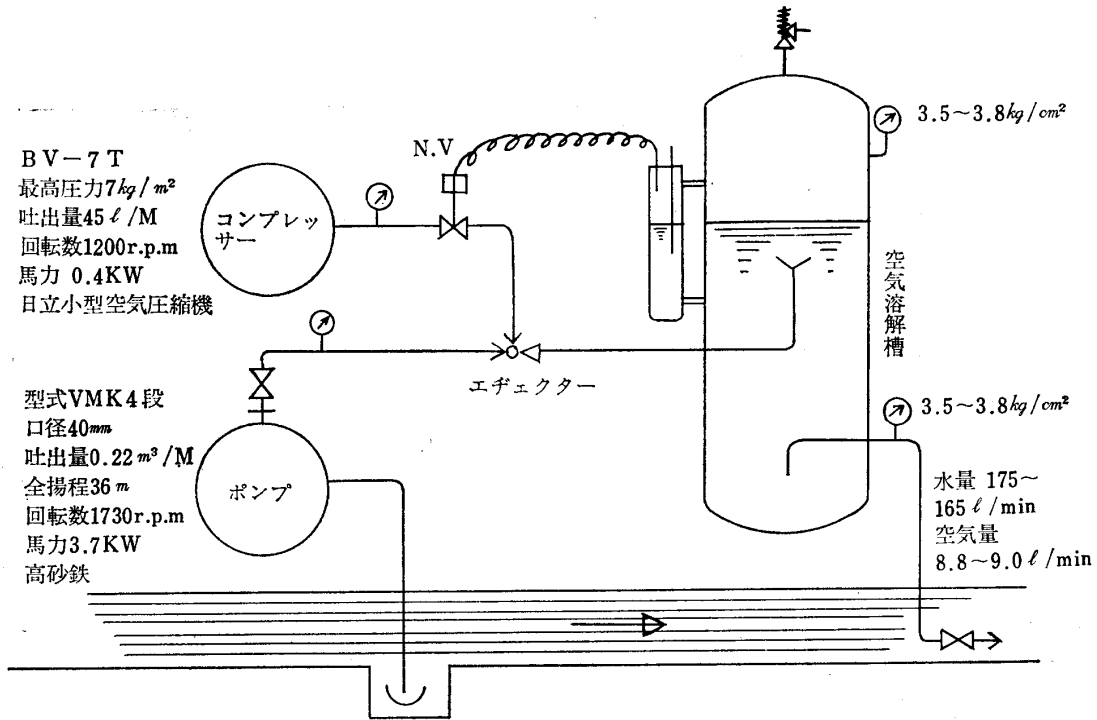 BV-7T
最高圧力7kg/m²
吐出量45ℓ/M
回転数1200r.p.m
馬力 0.4KW
日立小型空気圧縮機
コンプレッ
サー
N.V
3.5~3.8kg/cm²
空気溶解槽
エヂェクター
型式VMK4段
口径40mm
吐出量0.22m³/M
全揚程36m
回転数1730r.p.m
馬力3.7KW
高砂鉄
ポンプ
3.5~3.8kg/cm²
水量 175~
165ℓ/min
空気量
8.8~9.0ℓ/min